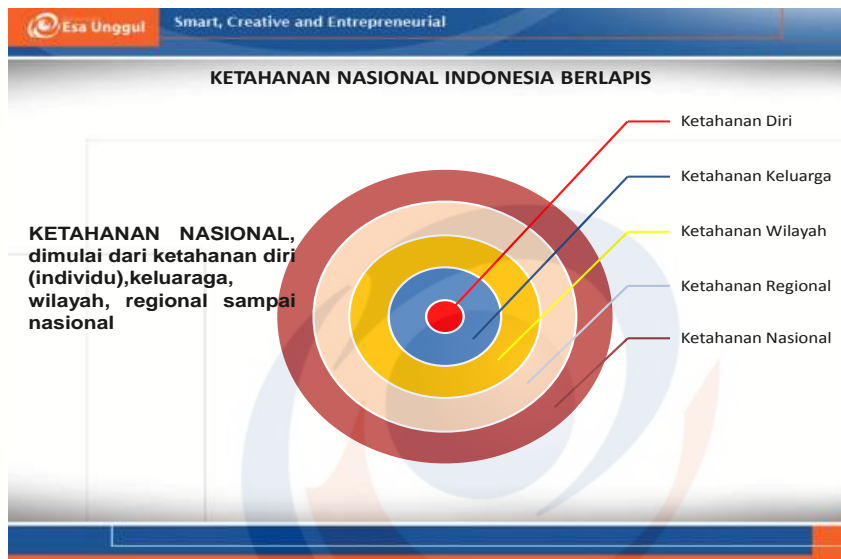 Esa Unggul
Smart, Creative and Entrepreneurial
KETAHANAN NASIONAL INDONESIA BERLAPIS
KETAHANAN NASIONAL,
dimulai dari ketahanan diri
(individu),keluaraga,
wilayah, regional sampai
nasional
Ketahanan Diri
Ketahanan Keluarga
Ketahanan Wilayah
Ketahanan Regional
Ketahanan Nasional